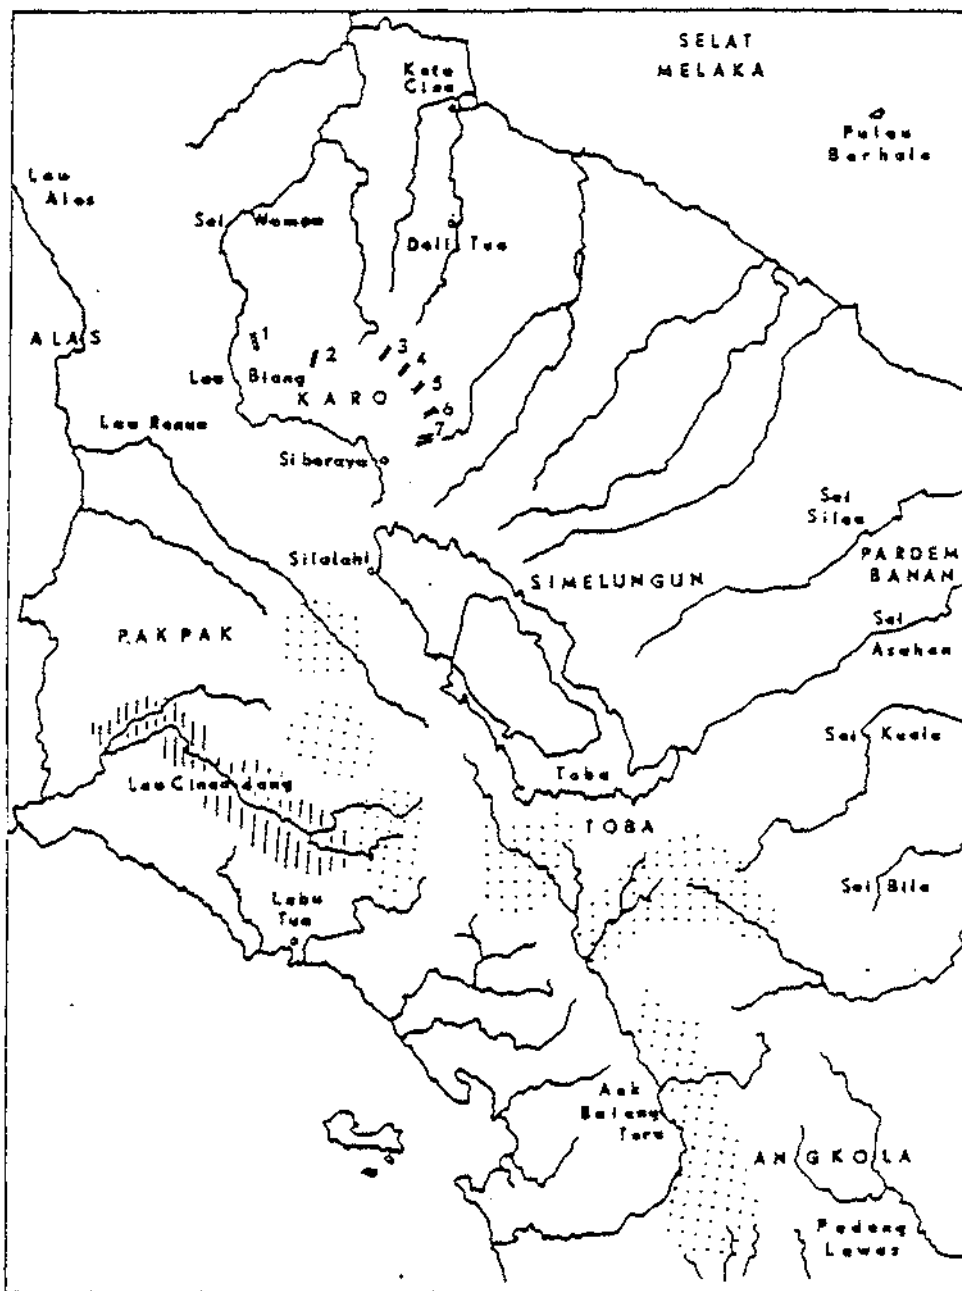 SELAT
MELAKA
Kota
Cina
Pulau
Berhala
Lau
Alas
Sei Wampu
Deli Tua
ALAS
1
2
3
4
5
6
7
Lau Biang
KARO
Lau Renun
Siberaya
Sei
Silau
Silalahi
SIMELUNGUN
PARDEM
BANAN
Sei
Asahan
PAKPAK
Sei Kuala
Lau Cinendang
Toba
TOBA
Sei Bila
Lobu
Tua
Aek
Batang
Toru
ANGKOLA
Padang
Lawas